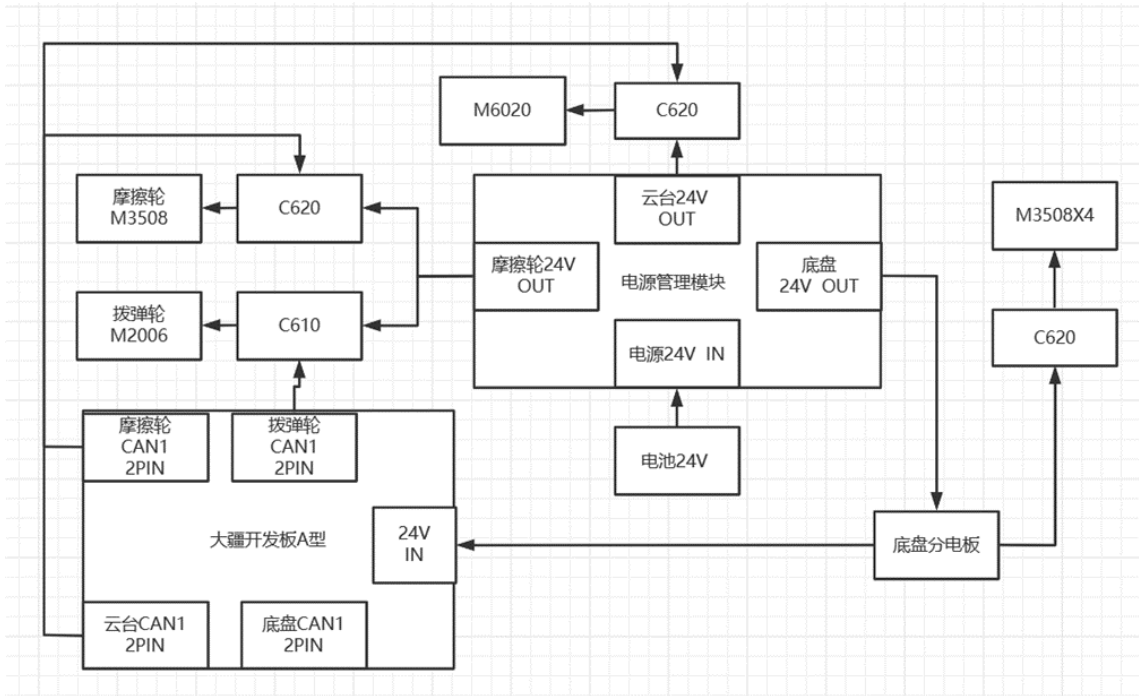 M6020
C620
摩擦轮
M3508
C620
云台24V
OUT
M3508X4
摩擦轮24V
OUT
电源管理模块
底盘
24V OUT
拨弹轮
M2006
C610
电源24V IN
C620
摩擦轮
CAN1
2PIN
拨弹轮
CAN1
2PIN
电池24V
大疆开发板A型
24V
IN
底盘分电板
云台CAN1
2PIN
底盘CAN1
2PIN